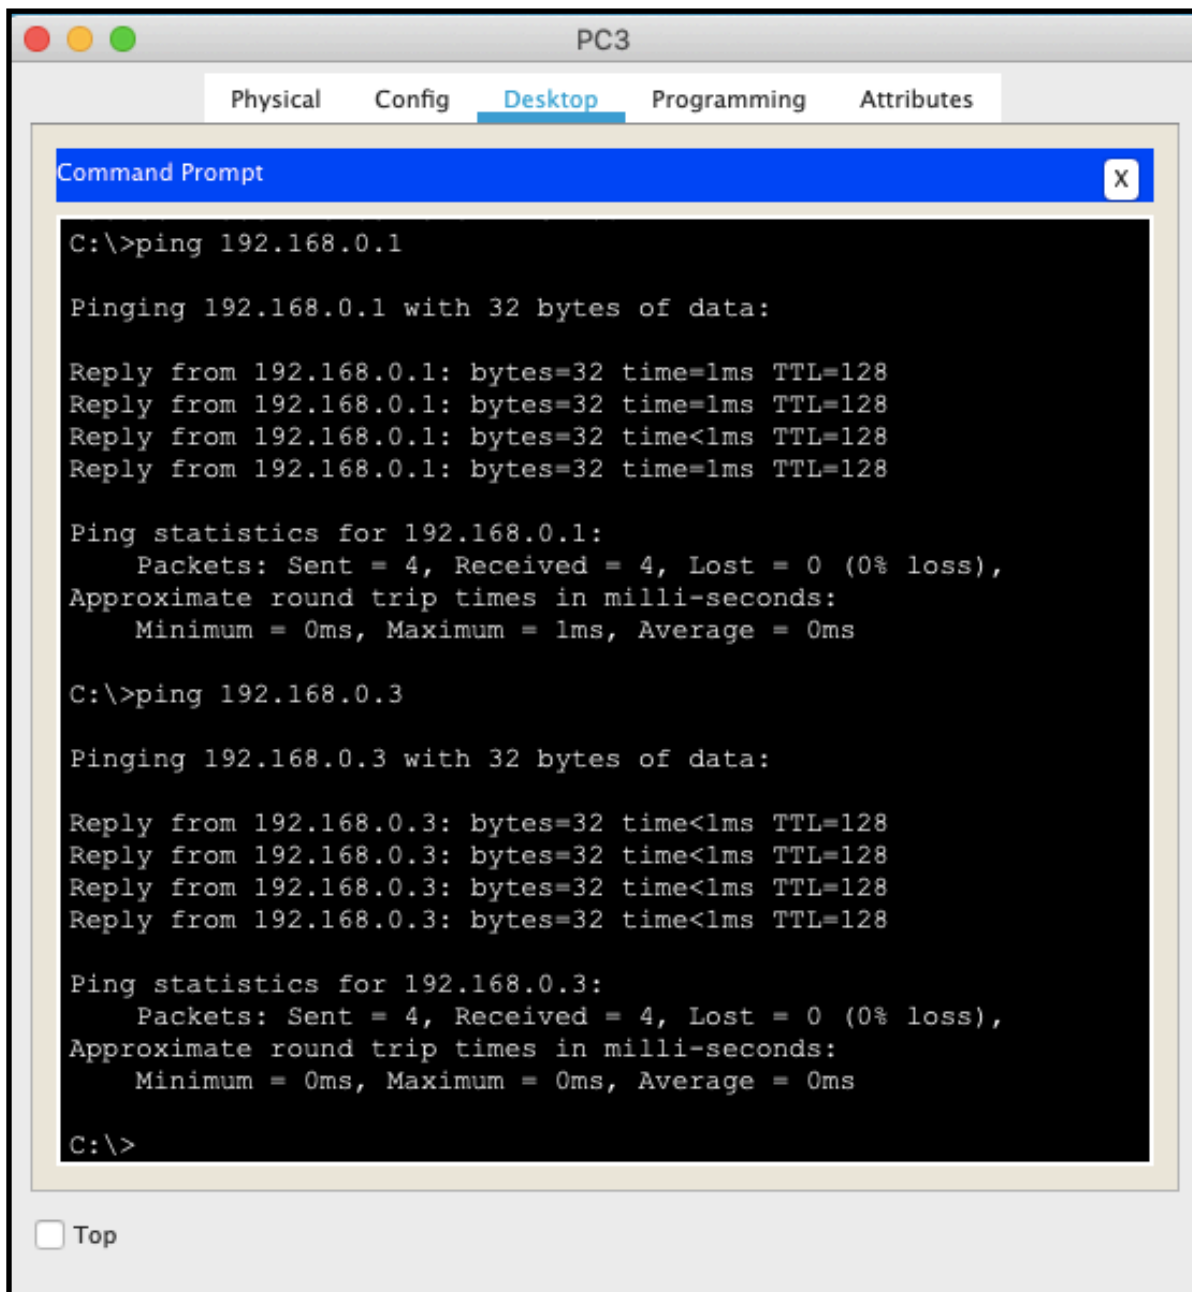 PC3
Physical Config Desktop Programming Attributes
Command Prompt X
C:\>ping 192.168.0.1
Pinging 192.168.0.1 with 32 bytes of data:
Reply from 192.168.0.1: bytes=32 time=1ms TTL=128
Reply from 192.168.0.1: bytes=32 time=1ms TTL=128
Reply from 192.168.0.1: bytes=32 time<1ms TTL=128
Reply from 192.168.0.1: bytes=32 time=1ms TTL=128
Ping statistics for 192.168.0.1:
Packets: Sent = 4, Received = 4, Lost = 0 (0% loss),
Approximate round trip times in milli-seconds:
Minimum = 0ms, Maximum = 1ms, Average = 0ms
C:\>ping 192.168.0.3
Pinging 192.168.0.3 with 32 bytes of data:
Reply from 192.168.0.3: bytes=32 time<1ms TTL=128
Reply from 192.168.0.3: bytes=32 time<1ms TTL=128
Reply from 192.168.0.3: bytes=32 time<1ms TTL=128
Reply from 192.168.0.3: bytes=32 time<1ms TTL=128
Ping statistics for 192.168.0.3:
Packets: Sent = 4, Received = 4, Lost = 0 (0% loss),
Approximate round trip times in milli-seconds:
Minimum = 0ms, Maximum = 0ms, Average = 0ms
C:\>
Top